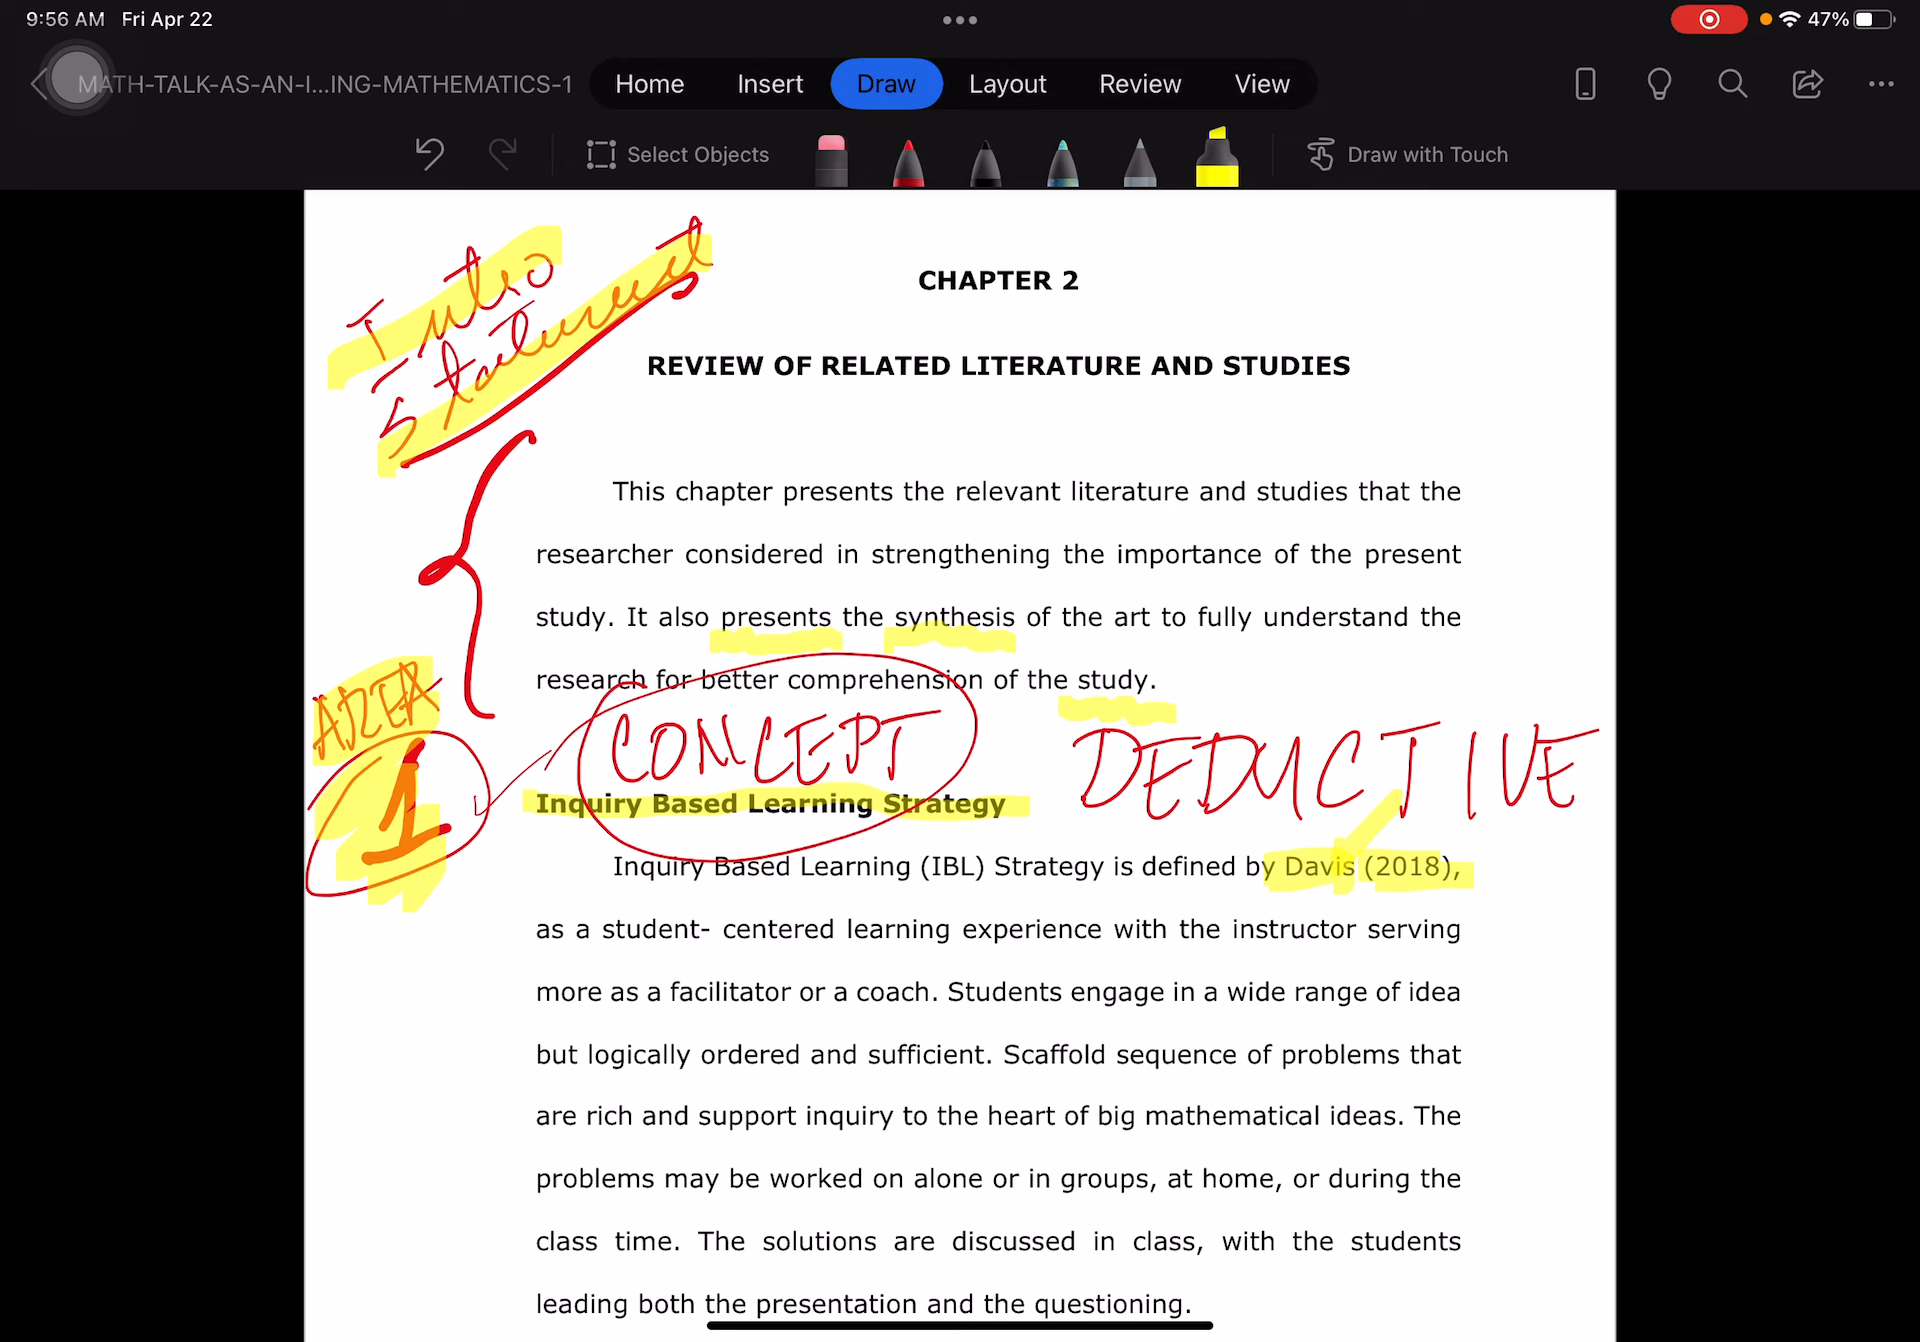 9:56 AM Fri Apr 22
47%
MATH-TALK-AS-AN-I...ING-MATHEMATICS-1
Home Insert Draw Layout Review View
Select Objects
Draw with Touch
Intro
Statement
CHAPTER 2
REVIEW OF RELATED LITERATURE AND STUDIES
This chapter presents the relevant literature and studies that the
researcher considered in strengthening the importance of the present
study. It also presents the synthesis of the art to fully understand the
research for better comprehension of the study.
AREA
1
CONCEPT
DEDUCTIVE
Inquiry Based Learning Strategy
Inquiry Based Learning (IBL) Strategy is defined by Davis (2018),
as a student- centered learning experience with the instructor serving
more as a facilitator or a coach. Students engage in a wide range of idea
but logically ordered and sufficient. Scaffold sequence of problems that
are rich and support inquiry to the heart of big mathematical ideas. The
problems may be worked on alone or in groups, at home, or during the
class time. The solutions are discussed in class, with the students
leading both the presentation and the questioning.